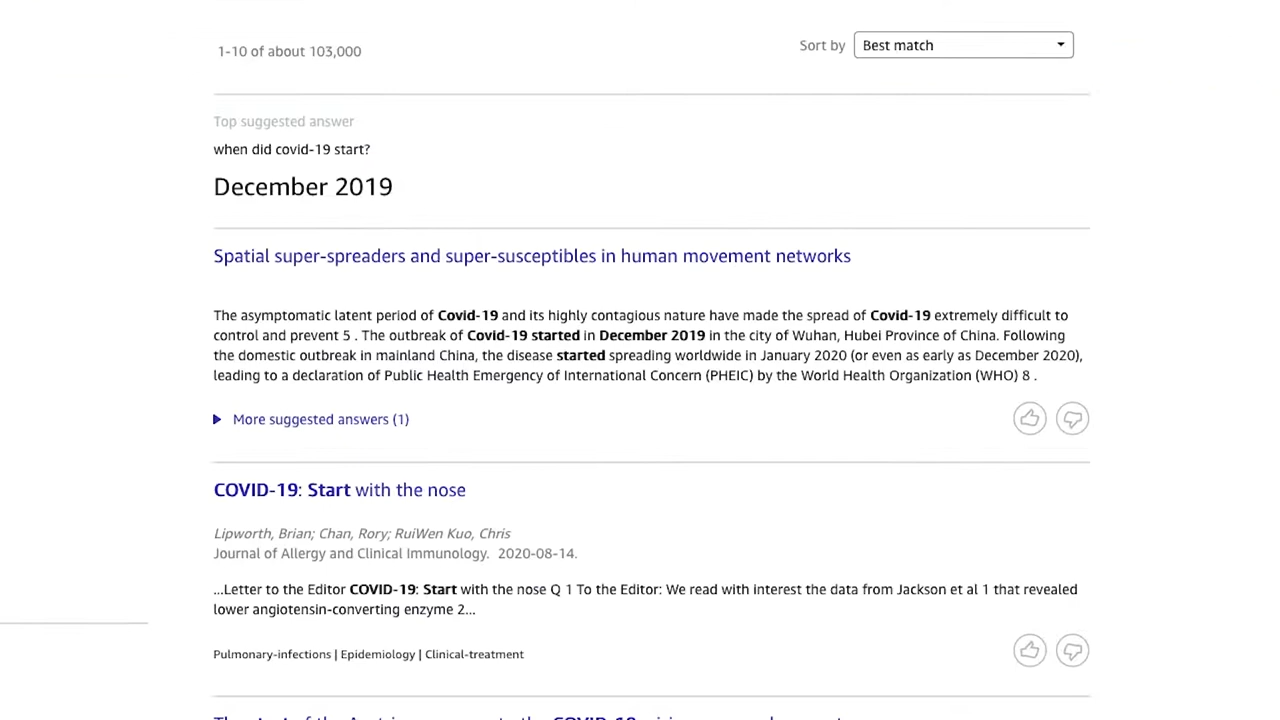 1-10 of about 103,000
Sort by Best match
Top suggested answer
when did covid-19 start?
December 2019
Spatial super-spreaders and super-susceptibles in human movement networks
The asymptomatic latent period of Covid-19 and its highly contagious nature have made the spread of Covid-19 extremely difficult to
control and prevent 5 . The outbreak of Covid-19 started in December 2019 in the city of Wuhan, Hubei Province of China. Following
the domestic outbreak in mainland China, the disease started spreading worldwide in January 2020 (or even as early as December 2020),
leading to a declaration of Public Health Emergency of International Concern (PHEIC) by the World Health Organization (WHO) 8 .
More suggested answers (1)
COVID-19: Start with the nose
Lipworth, Brian; Chan, Rory; RuiWen Kuo, Chris
Journal of Allergy and Clinical Immunology. 2020-08-14.
...Letter to the Editor COVID-19: Start with the nose Q 1 To the Editor: We read with interest the data from Jackson et al 1 that revealed
lower angiotensin-converting enzyme 2...
Pulmonary-infections | Epidemiology | Clinical-treatment